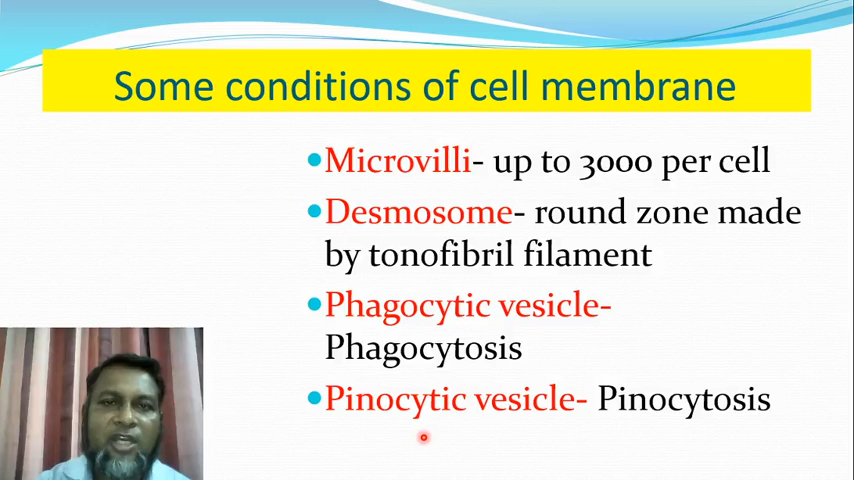 Some conditions of cell membrane
•Microvilli- up to 3000 per cell
•Desmosome- round zone made
by tonofibril filament
•Phagocytic vesicle-
Phagocytosis
•Pinocytic vesicle- Pinocytosis